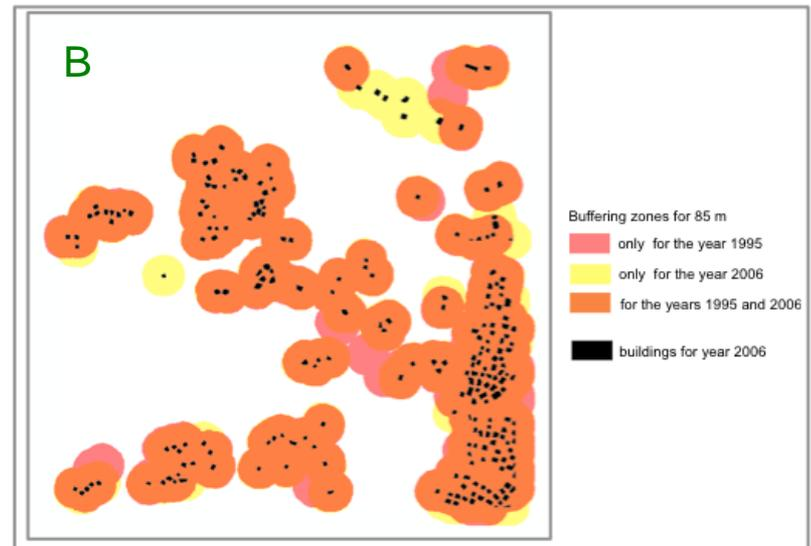 B
Buffering zones for 85 m
only for the year 1995
only for the year 2006
for the years 1995 and 2006
buildings for year 2006